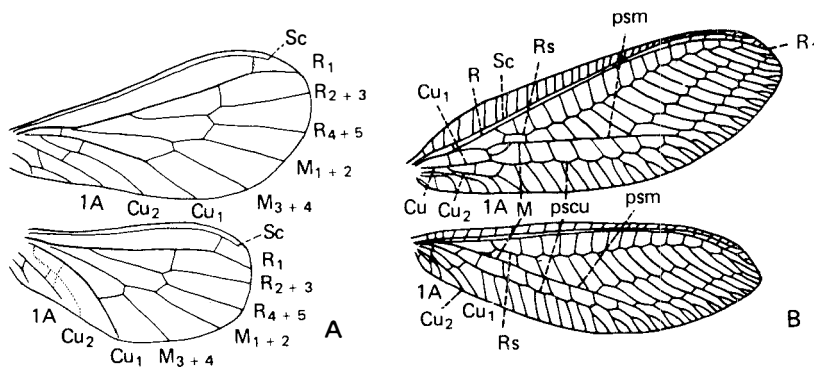 Sc
R₁
R₂ ₊ ₃
R₄ ₊ ₅
M₁ ₊ ₂
M₃ ₊ ₄
Cu₁
Cu₂
1A
Sc
R₁
R₂ ₊ ₃
R₄ ₊ ₅
M₁ ₊ ₂
M₃ ₊ ₄
Cu₁
Cu₂
1A
A
psm
Rs
Sc
R
Cu₁
R₁
Cu
Cu₂
1A
M
pscu
psm
1A
Cu₂
Cu₁
Rs
B